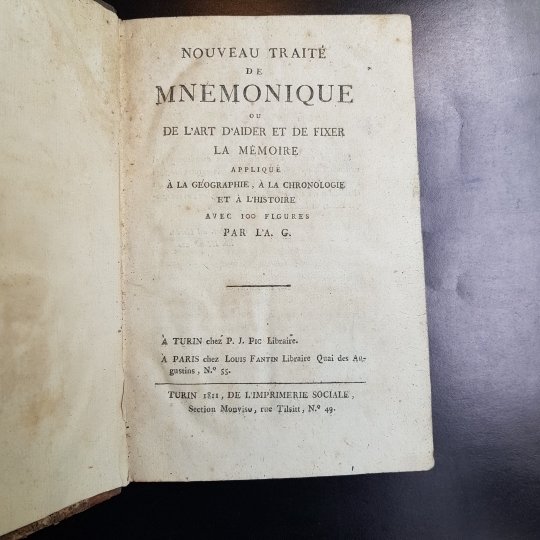 NOUVEAU TRAITÉ
DE
MNÉMONIQUE
OU
DE L'ART D'AIDER ET DE FIXER
LA MÉMOIRE
APPLIQUÉ
À LA GÉOGRAPHIE, À LA CHRONOLOGIE
ET À L'HISTOIRE
AVEC 100 FIGURES
PAR L'A. G.
À TURIN chez P. J. PIC Libraire.
À PARIS chez LOUIS FANTIN Libraire Quai des Au-
gustins, N.º 55.
TURIN 1811, DE L'IMPRIMERIE SOCIALE,
Section Monviso, rue Tilsitt, N.º 49.